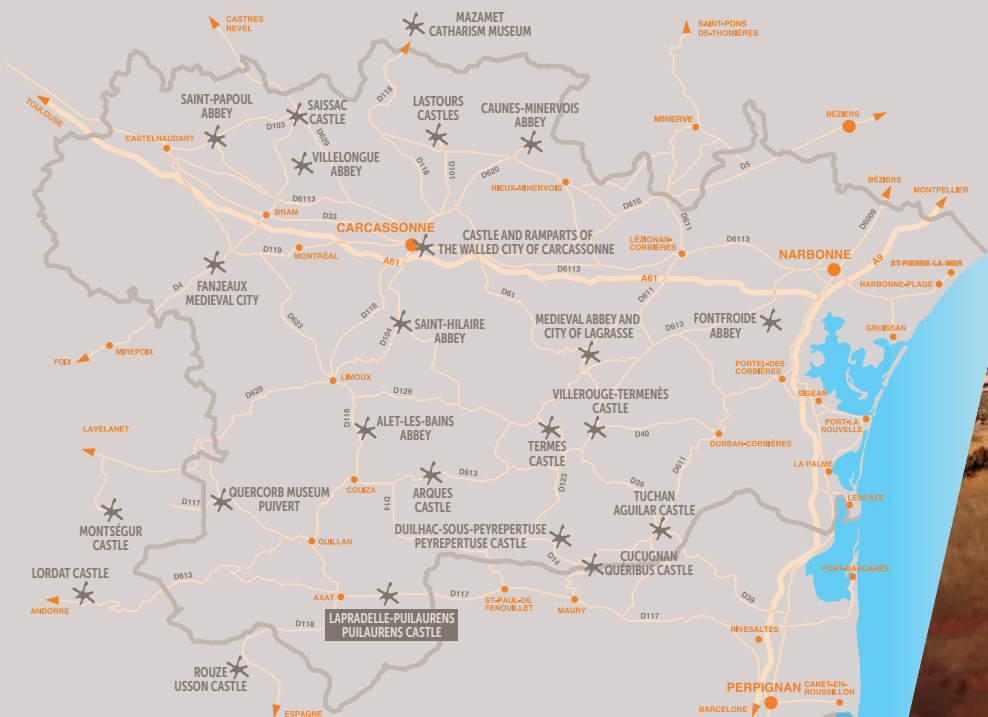 MAZAMET
CATHARISM MUSEUM
CASTRES
REVEL
SAINT-PONS
DE-THOMIÈRES
TOULOUSE
D118
SAINT-PAPOUL
ABBEY
SAISSAC
CASTLE
LASTOURS
CASTLES
CAUNES-MINERVOIS
ABBEY
MINERVE
BÉZIERS
CASTELNAUDARY
D103
D629
VILLELONGUE
ABBEY
D118
D101
D620
D5
RIEUX-MINERVOIS
BÉZIERS
MONTPELLIER
D6113
D33
BRAM
D610
D611
D6009
CARCASSONNE
CASTLE AND RAMPARTS OF
THE WALLED CITY OF CARCASSONNE
LÉZIGNAN-
CORBIÈRES
D6113
NARBONNE
D119
MONTRÉAL
A61
D6113
A61
A9
ST-PIERRE-LA-MER
NARBONNE-PLAGE
FANJEAUX
MEDIEVAL CITY
D4
D61
D611
D623
D118
D104
SAINT-HILAIRE
ABBEY
MEDIEVAL ABBEY AND
CITY OF LAGRASSE
D613
FONTFROIDE
ABBEY
GRUISSAN
MIREPOIX
FOIX
LIMOUX
PORTEL-DES
CORBIÈRES
D620
D129
VILLEROUGE-TERMENÈS
CASTLE
SIGEAN
D118
ALET-LES-BAINS
ABBEY
PORT-LA
NOUVELLE
LAVELANET
TERMES
CASTLE
D40
DURBAN-CORBIÈRES
LA PALME
D611
COUIZA
D613
D123
D39
QUERCORB MUSEUM
PUIVERT
D117
ARQUES
CASTLE
D14
TUCHAN
AGUILAR CASTLE
LEUCATE
MONTSÉGUR
CASTLE
DUILHAC-SOUS-PEYREPERTUSE
PEYREPERTUSE CASTLE
QUILLAN
D14
CUCUGNAN
QUÉRIBUS CASTLE
PORT-BARCARÈS
LORDAT CASTLE
D613
ANDORRE
AXAT
D117
ST-PAUL-DE
FENOUILLET
MAURY
D117
D39
D118
LAPRADELLE-PUILAURENS
PUILAURENS CASTLE
RIVESALTES
ROUZE
USSON CASTLE
PERPIGNAN
CANET-EN-
ROUSSILLON
BARCELONE
ESPAGNE